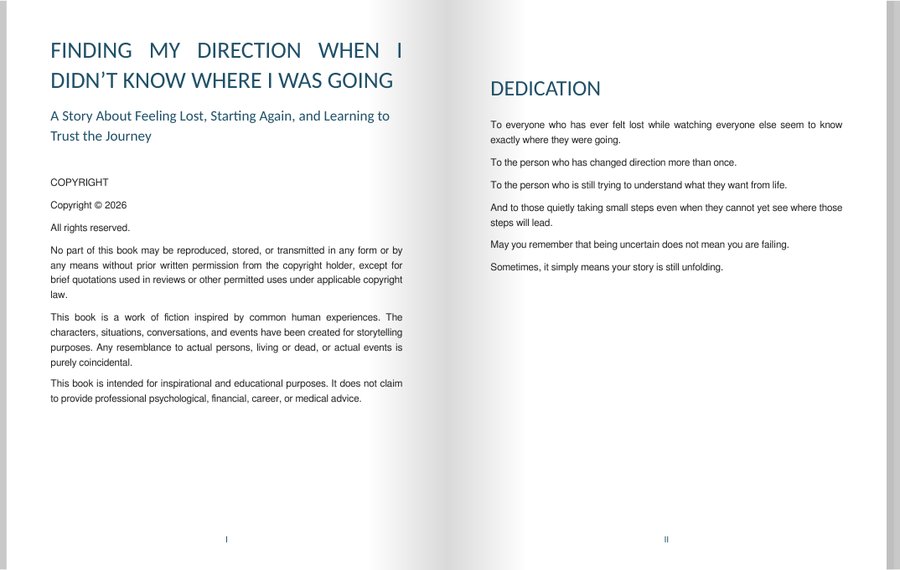 FINDING MY DIRECTION WHEN I
DIDN'T KNOW WHERE I WAS GOING
A Story About Feeling Lost, Starting Again, and Learning to
Trust the Journey
COPYRIGHT
Copyright © 2026
All rights reserved.
No part of this book may be reproduced, stored, or transmitted in any form or by
any means without prior written permission from the copyright holder, except for
brief quotations used in reviews or other permitted uses under applicable copyright
law.
This book is a work of fiction inspired by common human experiences. The
characters, situations, conversations, and events have been created for storytelling
purposes. Any resemblance to actual persons, living or dead, or actual events is
purely coincidental.
This book is intended for inspirational and educational purposes. It does not claim
to provide professional psychological, financial, career, or medical advice.
I
DEDICATION
To everyone who has ever felt lost while watching everyone else seem to know
exactly where they were going.
To the person who has changed direction more than once.
To the person who is still trying to understand what they want from life.
And to those quietly taking small steps even when they cannot yet see where those
steps will lead.
May you remember that being uncertain does not mean you are failing.
Sometimes, it simply means your story is still unfolding.
II